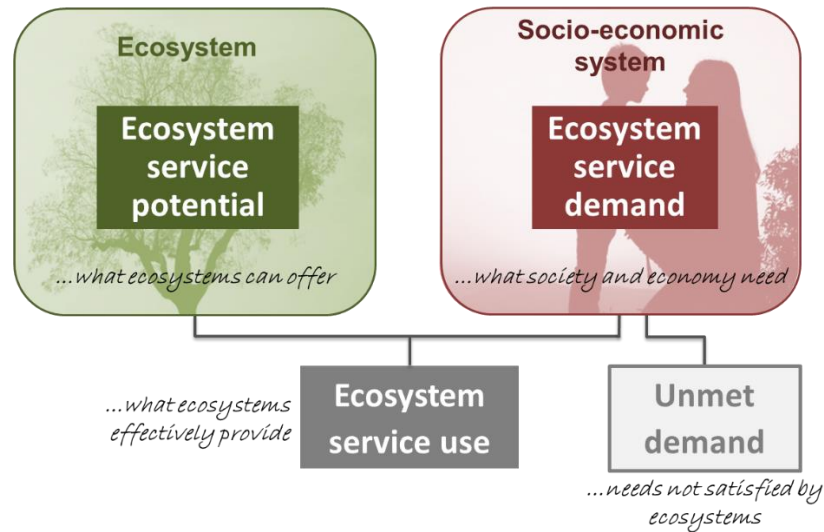 Ecosystem
Ecosystem
service
potential
...what ecosystems can offer
Socio-economic
system
Ecosystem
service
demand
...what society and economy need
...what ecosystems
effectively provide
Ecosystem
service use
Unmet
demand
...needs not satisfied by
ecosystems